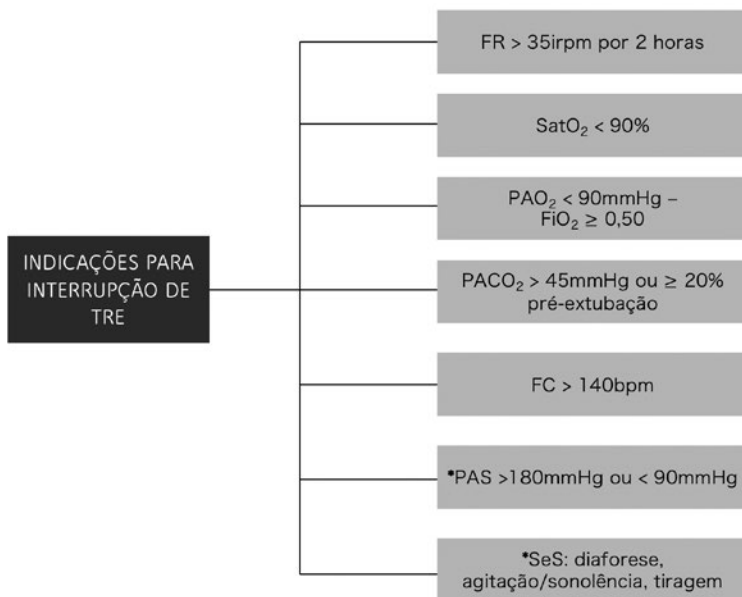 FR > 35irpm por 2 horas
SatO₂ < 90%
PAO₂ < 90mmHg –
FiO₂ ≥ 0,50
INDICAÇÕES PARA
INTERRUPÇÃO DE
TRE
PACO₂ > 45mmHg ou ≥ 20%
pré-extubação
FC > 140bpm
*PAS >180mmHg ou < 90mmHg
*SeS: diaforese,
agitação/sonolência, tiragem